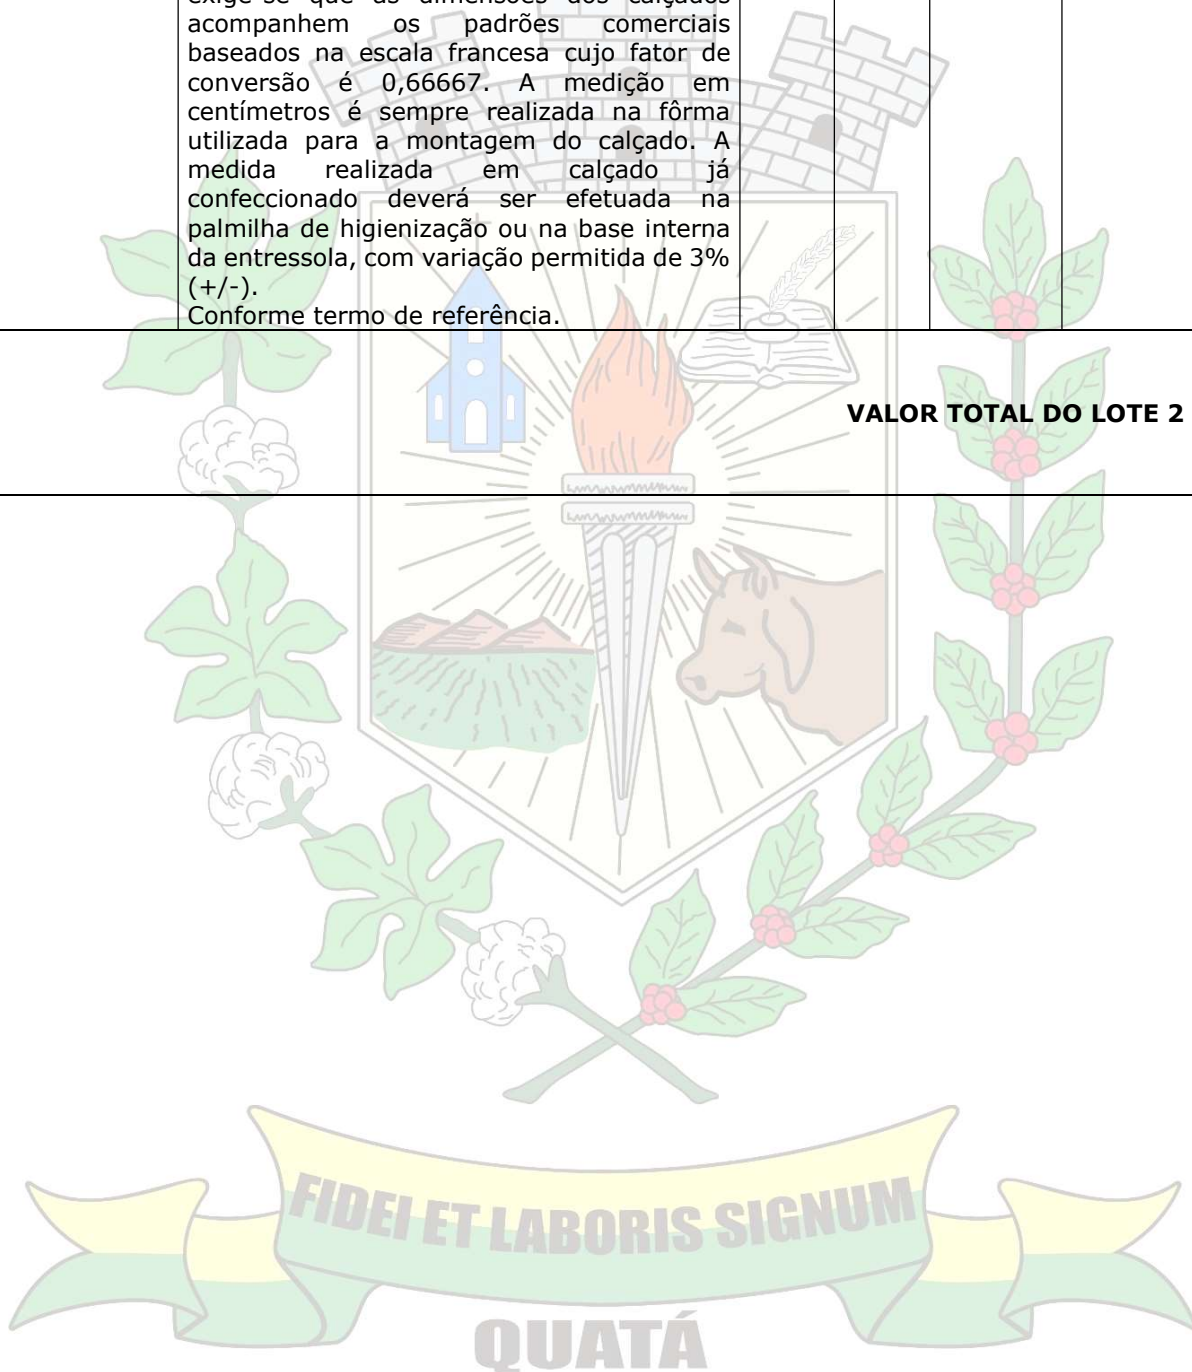 exige-se que as dimensões dos calçados
acompanhem os padrões comerciais
baseados na escala francesa cujo fator de
conversão é 0,66667. A medição em
centímetros é sempre realizada na fôrma
utilizada para a montagem do calçado. A
medida realizada em calçado já
confeccionado deverá ser efetuada na
palmilha de higienização ou na base interna
da entressola, com variação permitida de 3%
(+/-).
Conforme termo de referência.
VALOR TOTAL DO LOTE 2
FIDEI ET LABORIS SIGNUM
QUATÁ